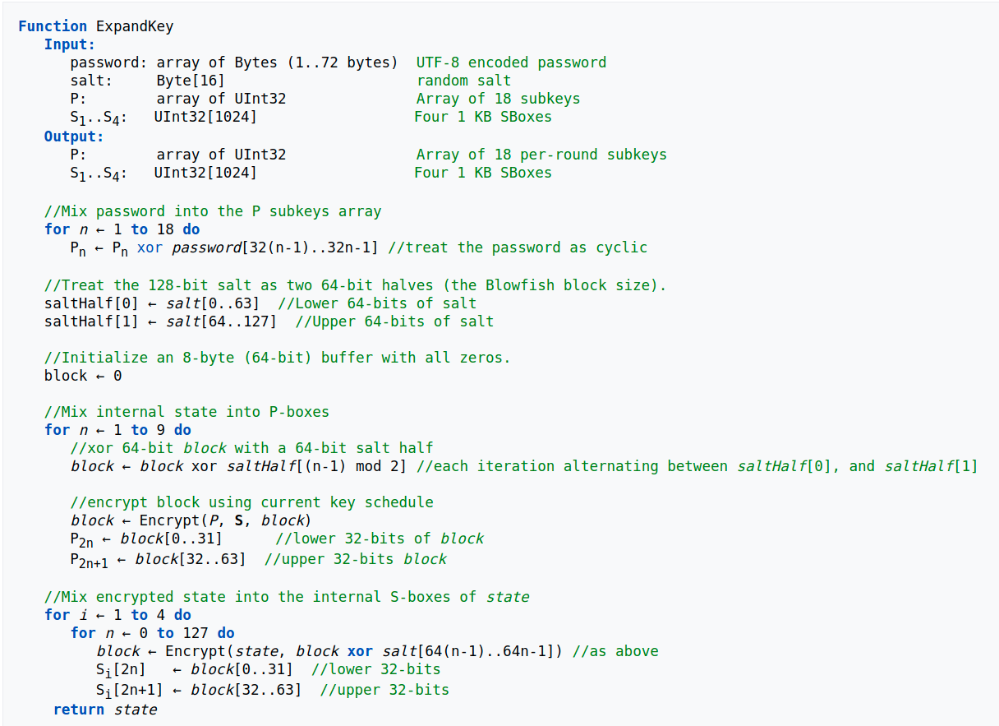 Function ExpandKey
Input:
password: array of Bytes (1..72 bytes) UTF-8 encoded password
salt: Byte[16] random salt
P: array of UInt32 Array of 18 subkeys
S1..S4: UInt32[1024] Four 1 KB SBoxes
Output:
P: array of UInt32 Array of 18 per-round subkeys
S1..S4: UInt32[1024] Four 1 KB SBoxes
//Mix password into the P subkeys array
for n ← 1 to 18 do
Pn ← Pn xor password[32(n-1)..32n-1] //treat the password as cyclic
//Treat the 128-bit salt as two 64-bit halves (the Blowfish block size).
saltHalf[0] ← salt[0..63] //Lower 64-bits of salt
saltHalf[1] ← salt[64..127] //Upper 64-bits of salt
//Initialize an 8-byte (64-bit) buffer with all zeros.
block ← 0
//Mix internal state into P-boxes
for n ← 1 to 9 do
//xor 64-bit block with a 64-bit salt half
block ← block xor saltHalf[(n-1) mod 2] //each iteration alternating between saltHalf[0], and saltHalf[1]
//encrypt block using current key schedule
block ← Encrypt(P, S, block)
P2n ← block[0..31] //lower 32-bits of block
P2n+1 ← block[32..63] //upper 32-bits block
//Mix encrypted state into the internal S-boxes of state
for i ← 1 to 4 do
for n ← 0 to 127 do
block ← Encrypt(state, block xor salt[64(n-1)..64n-1]) //as above
Si[2n] ← block[0..31] //lower 32-bits
Si[2n+1] ← block[32..63] //upper 32-bits
return state